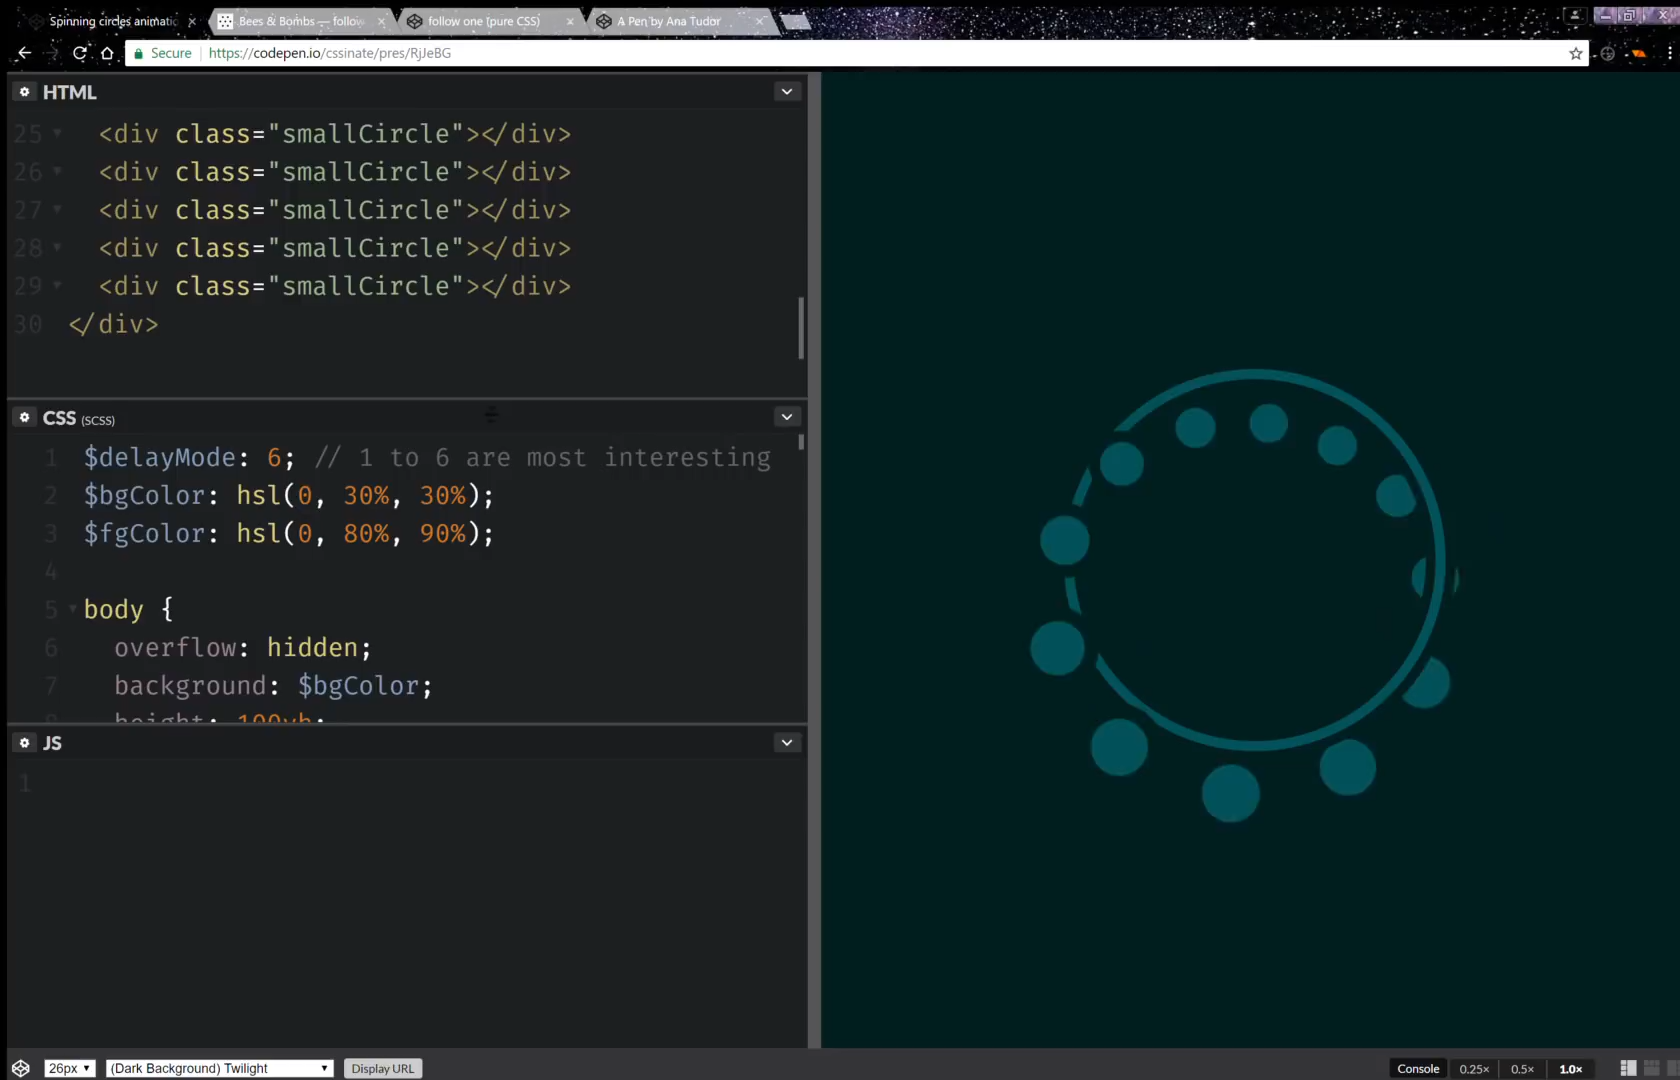 Spinning circles animatic
Bees & Bombs — follow
follow one (pure CSS)
A Pen by Ana Tudor
Secure
https://codepen.io/cssinate/pres/RjJeBG
HTML
25 <div class="smallCircle"></div>
26 <div class="smallCircle"></div>
27 <div class="smallCircle"></div>
28 <div class="smallCircle"></div>
29 <div class="smallCircle"></div>
30 </div>
CSS (SCSS)
1 $delayMode: 6; // 1 to 6 are most interesting
2 $bgColor: hsl(0, 30%, 30%);
3 $fgColor: hsl(0, 80%, 90%);
4
5 body {
6 overflow: hidden;
7 background: $bgColor;
8 height: 100vh;
JS
1
26px
(Dark Background) Twilight
Display URL
Console
0.25×
0.5×
1.0×